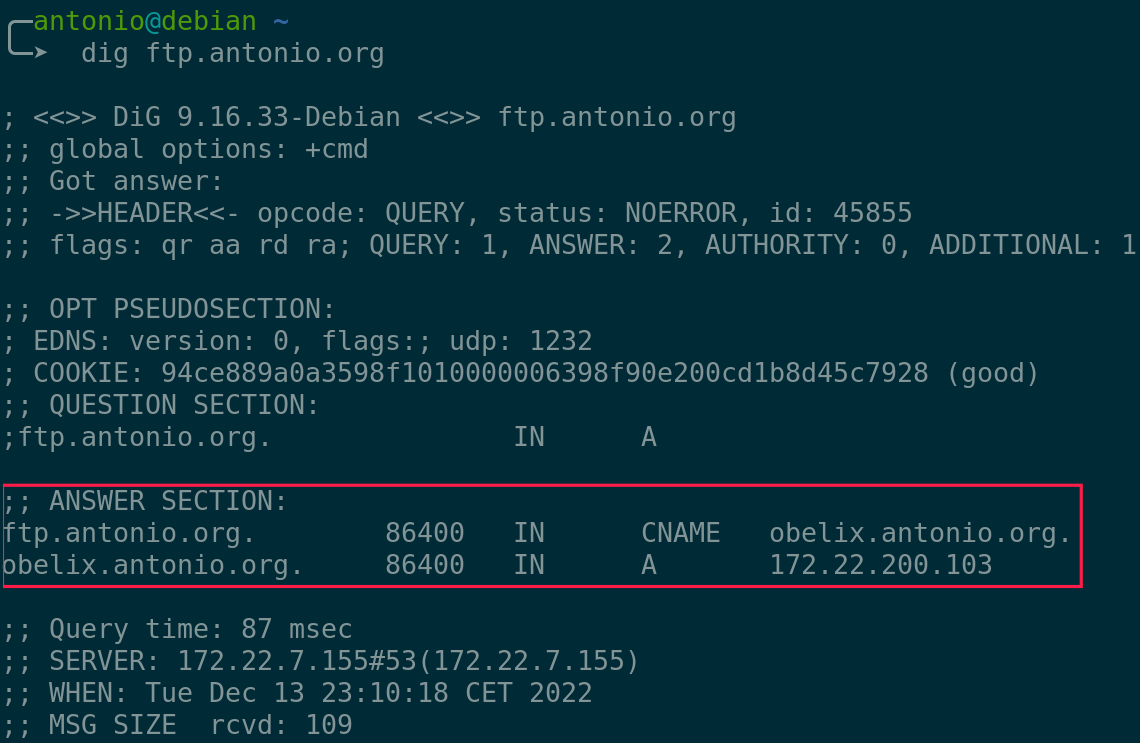 antonio@debian ~
➤  dig ftp.antonio.org
; <<>> DiG 9.16.33-Debian <<>> ftp.antonio.org
;; global options: +cmd
;; Got answer:
;; ->>HEADER<<- opcode: QUERY, status: NOERROR, id: 45855
;; flags: qr aa rd ra; QUERY: 1, ANSWER: 2, AUTHORITY: 0, ADDITIONAL: 1
;; OPT PSEUDOSECTION:
; EDNS: version: 0, flags:; udp: 1232
; COOKIE: 94ce889a0a3598f1010000006398f90e200cd1b8d45c7928 (good)
;; QUESTION SECTION:
;ftp.antonio.org.               IN      A
;; ANSWER SECTION:
ftp.antonio.org.        86400   IN      CNAME   obelix.antonio.org.
obelix.antonio.org.     86400   IN      A       172.22.200.103
;; Query time: 87 msec
;; SERVER: 172.22.7.155#53(172.22.7.155)
;; WHEN: Tue Dec 13 23:10:18 CET 2022
;; MSG SIZE  rcvd: 109